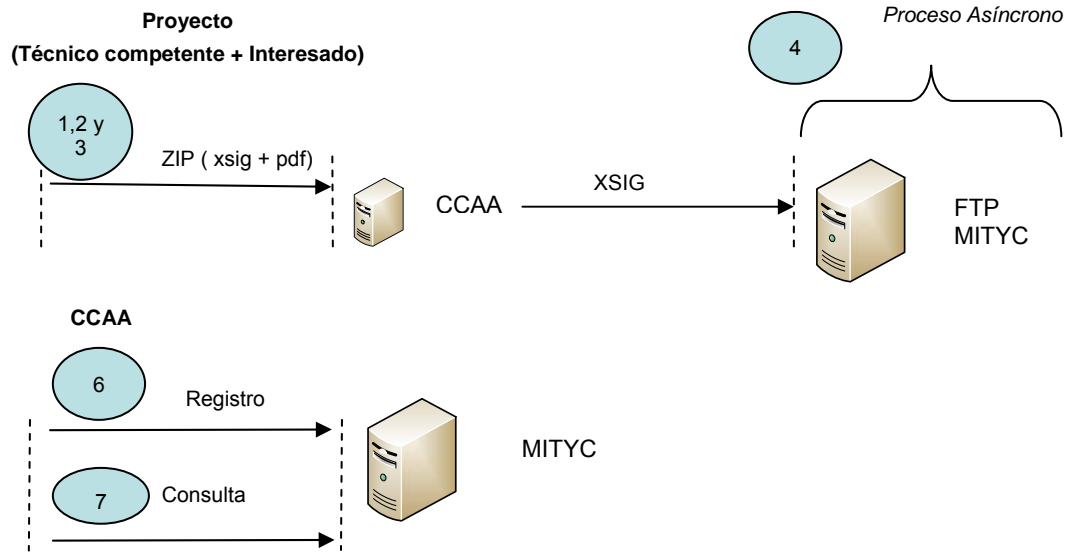 Proyecto
(Técnico competente + Interesado)
Proceso Asíncrono
4
1,2 y
3
ZIP ( xsig + pdf)
CCAA
XSIG
FTP
MITYC
CCAA
6
Registro
MITYC
7
Consulta